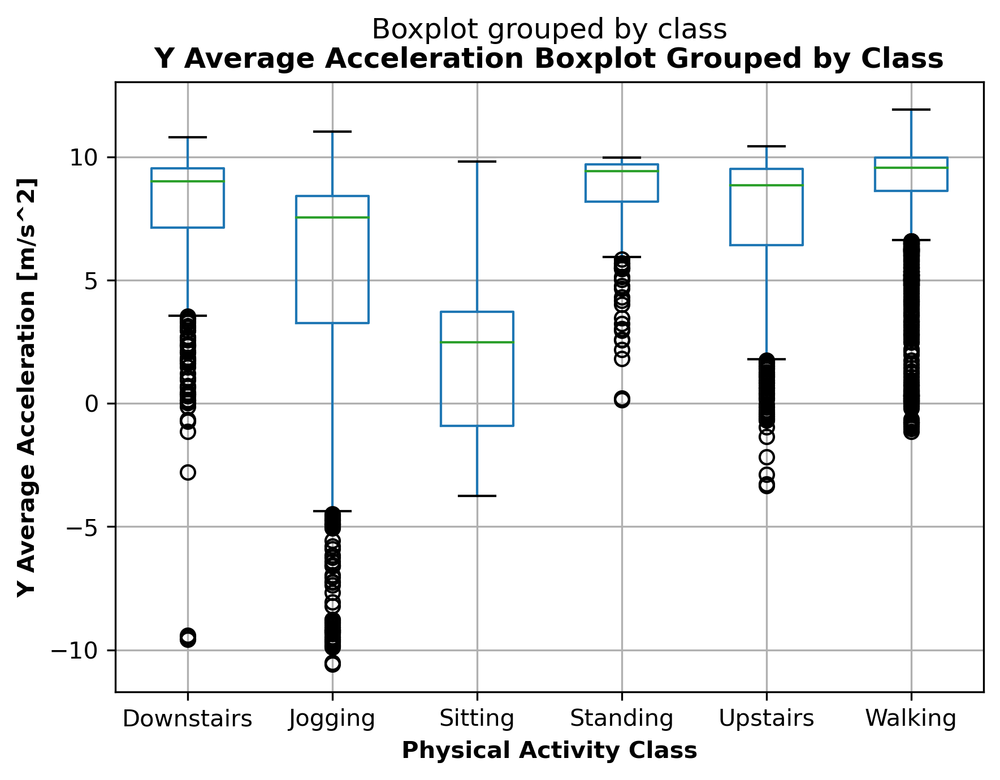 Boxplot grouped by class
Y Average Acceleration Boxplot Grouped by Class
Y Average Acceleration [m/s^2]
10
5
0
−5
−10
Downstairs Jogging Sitting Standing Upstairs Walking
Physical Activity Class